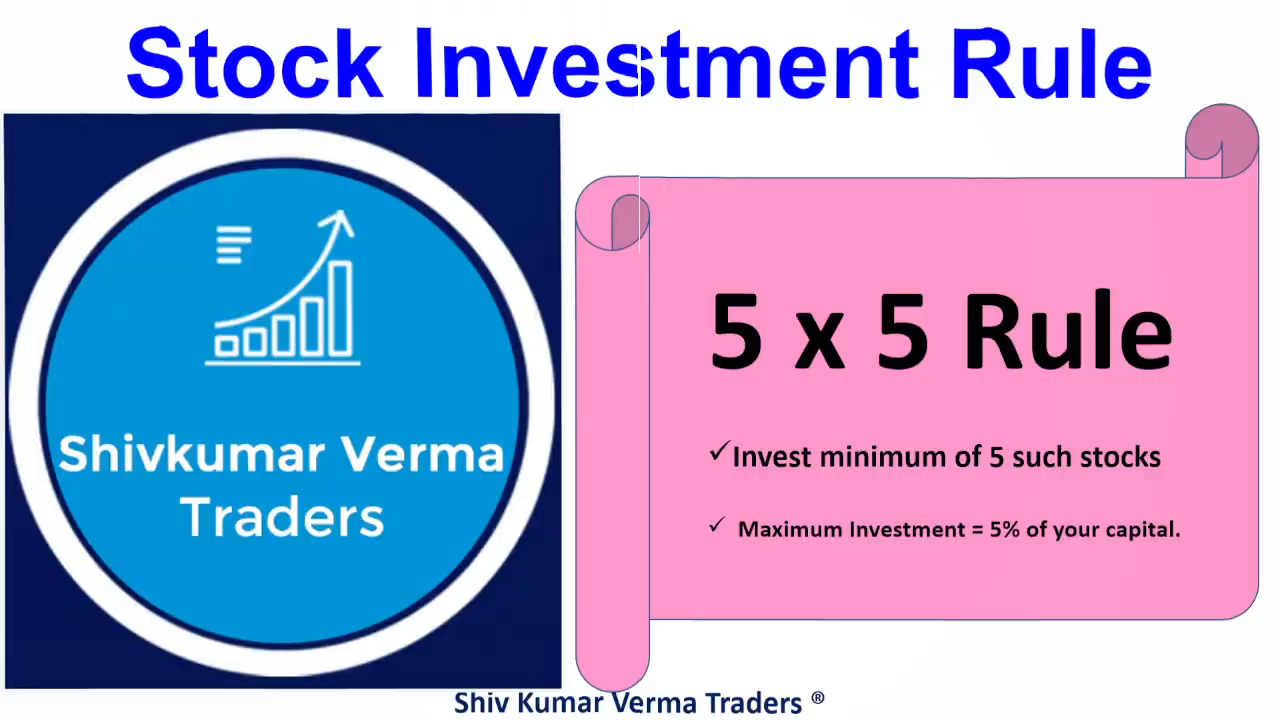 Stock Investment Rule
Shivkumar Verma
Traders
5 x 5 Rule
✓Invest minimum of 5 such stocks
✓ Maximum Investment = 5% of your capital.
Shiv Kumar Verma Traders ®